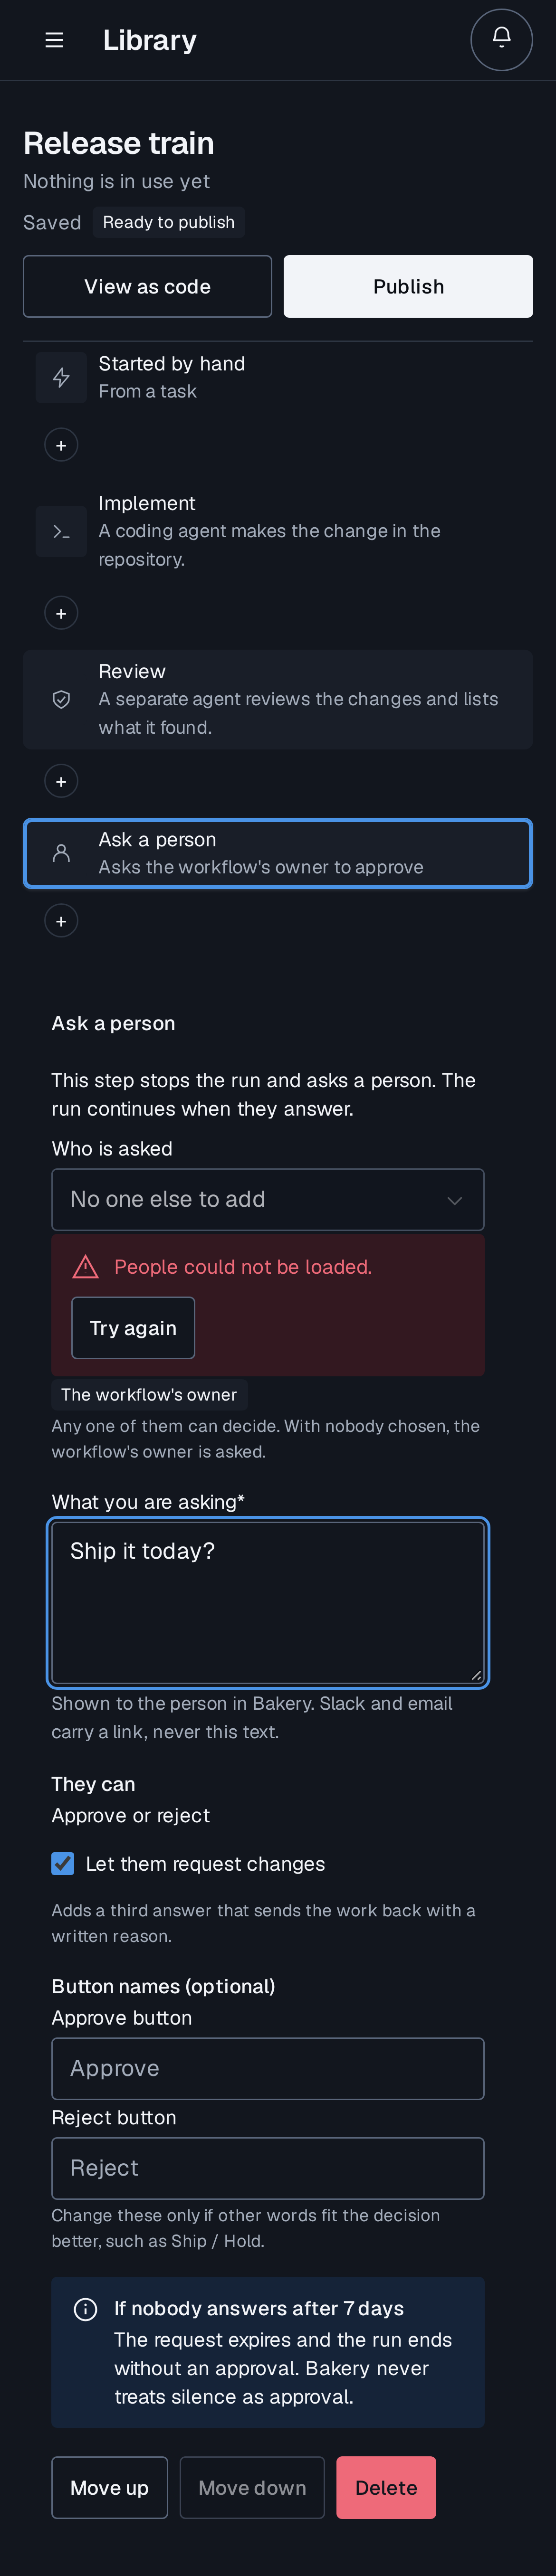 Library
Release train
Nothing is in use yet
Saved Ready to publish
View as code Publish
Started by hand
From a task
+
Implement
A coding agent makes the change in the
repository.
+
Review
A separate agent reviews the changes and lists
what it found.
+
Ask a person
Asks the workflow's owner to approve
+
Ask a person
This step stops the run and asks a person. The
run continues when they answer.
Who is asked
No one else to add
People could not be loaded.
Try again
The workflow's owner
Any one of them can decide. With nobody chosen, the
workflow's owner is asked.
What you are asking*
Ship it today?
Shown to the person in Bakery. Slack and email
carry a link, never this text.
They can
Approve or reject
Let them request changes
Adds a third answer that sends the work back with a
written reason.
Button names (optional)
Approve button
Approve
Reject button
Reject
Change these only if other words fit the decision
better, such as Ship / Hold.
If nobody answers after 7 days
The request expires and the run ends
without an approval. Bakery never
treats silence as approval.
Move up Move down Delete